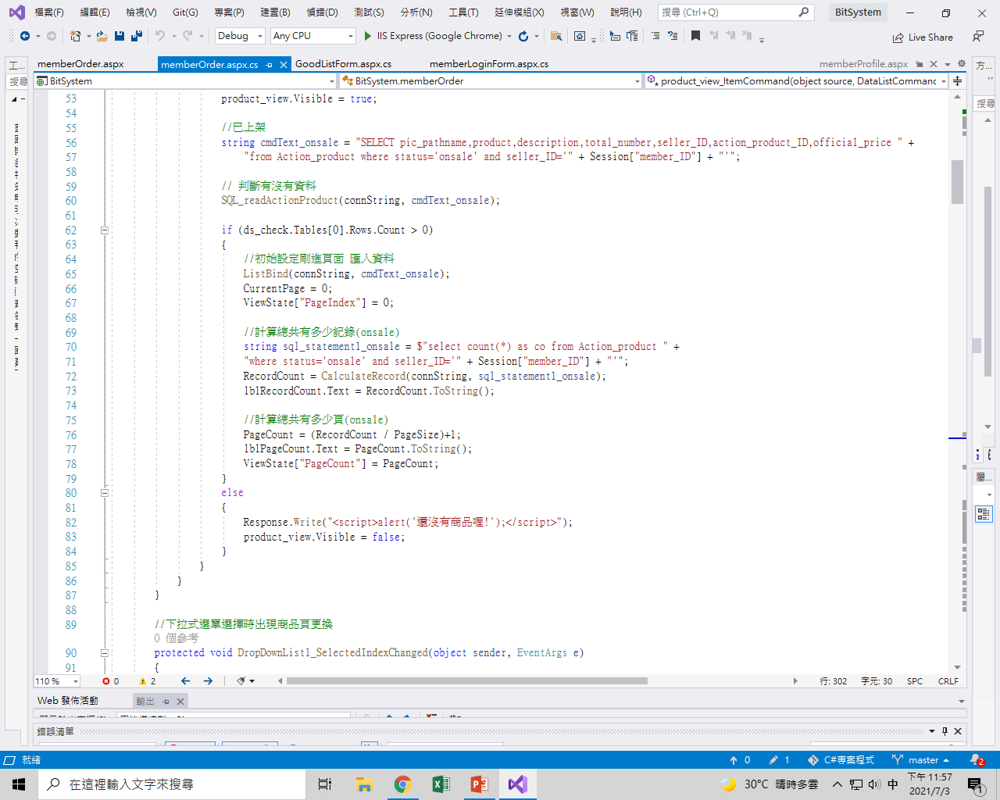 檔案(F) 編輯(E) 檢視(V) Git(G) 專案(P) 建置(B) 偵錯(D) 測試(S) 分析(N) 工具(T) 延伸模組(X) 視窗(W) 說明(H) 搜尋 (Ctrl+Q) BitSystem
Debug Any CPU IIS Express (Google Chrome) Live Share
工... memberOrder.aspx memberOrder.aspx.cs GoodListForm.aspx.cs memberLoginForm.aspx.cs memberProfile.aspx 方...
搜尋 BitSystem BitSystem.memberOrder product_view_ItemCommand(object source, DataListCommanc
搜尋
53 product_view.Visible = true;
54
55 //已上架
56 string cmdText_onsale = "SELECT pic_pathname,product,description,total_number,seller_ID,action_product_ID,official_price " +
57 "from Action_product where status='onsale' and seller_ID='" + Session["member_ID"] + "'";
58
59 // 判斷有沒有資料
60 SQL_readActionProduct(connString, cmdText_onsale);
61
62 if (ds_check.Tables[0].Rows.Count > 0)
63 {
64 //初始設定剛進頁面 匯入資料
65 ListBind(connString, cmdText_onsale);
66 CurrentPage = 0;
67 ViewState["PageIndex"] = 0;
68
69 //計算總共有多少記錄(onsale)
70 string sql_statement1_onsale = $"select count(*) as co from Action_product " +
71 "where status='onsale' and seller_ID='" + Session["member_ID"] + "'";
72 RecordCount = CalculateRecord(connString, sql_statement1_onsale);
73 lblRecordCount.Text = RecordCount.ToString();
74
75 //計算總共有多少頁(onsale)
76 PageCount = (RecordCount / PageSize)+1;
77 lblPageCount.Text = PageCount.ToString();
78 ViewState["PageCount"] = PageCount;
79 }
80 else
81 {
82 Response.Write("<script>alert('還沒有商品喔!');</script>");
83 product_view.Visible = false;
84 }
85 }
86 }
87 }
88
89 //下拉式選單選擇時出現商品頁更換
0 個參考
90 protected void DropDownList1_SelectedIndexChanged(object sender, EventArgs e)
91 {
屬...
110 % 0 2 行: 302 字元: 30 SPC CRLF
Web 發佈活動 輸出
錯誤清單
就緒 0 1 C#專案程式 master 2
在這裡輸入文字來搜尋 30°C 晴時多雲 中 下午 11:57
2021/7/3 1